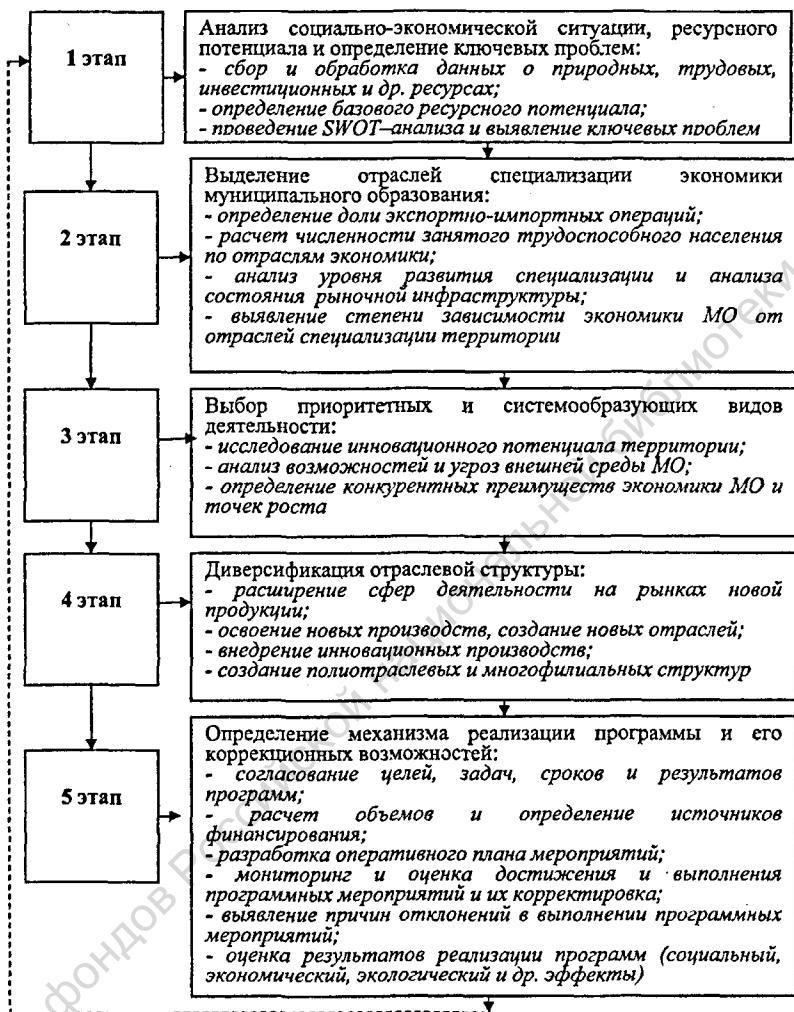 1 этап
Анализ социально-экономической ситуации, ресурсного
потенциала и определение ключевых проблем:
- сбор и обработка данных о природных, трудовых,
инвестиционных и др. ресурсах;
- определение базового ресурсного потенциала;
- проведение SWOT–анализа и выявление ключевых проблем
2 этап
Выделение отраслей специализации экономики
муниципального образования:
- определение доли экспортно-импортных операций;
- расчет численности занятого трудоспособного населения
по отраслям экономики;
- анализ уровня развития специализации и анализа
состояния рыночной инфраструктуры;
- выявление степени зависимости экономики МО от
отраслей специализации территории
3 этап
Выбор приоритетных и системообразующих видов
деятельности:
- исследование инновационного потенциала территории;
- анализ возможностей и угроз внешней среды МО;
- определение конкурентных преимуществ экономики МО и
точек роста
4 этап
Диверсификация отраслевой структуры:
- расширение сфер деятельности на рынках новой
продукции;
- освоение новых производств, создание новых отраслей;
- внедрение инновационных производств;
- создание полиотраслевых и многофилиальных структур
5 этап
Определение механизма реализации программы и его
коррекционных возможностей:
- согласование целей, задач, сроков и результатов
программ;
- расчет объемов и определение источников
финансирования;
- разработка оперативного плана мероприятий;
- мониторинг и оценка достижения и выполнения
программных мероприятий и их корректировка;
- выявление причин отклонений в выполнении программных
мероприятий;
- оценка результатов реализации программ (социальный,
экономический, экологический и др. эффекты)
фондов Российской национальной библиотеки